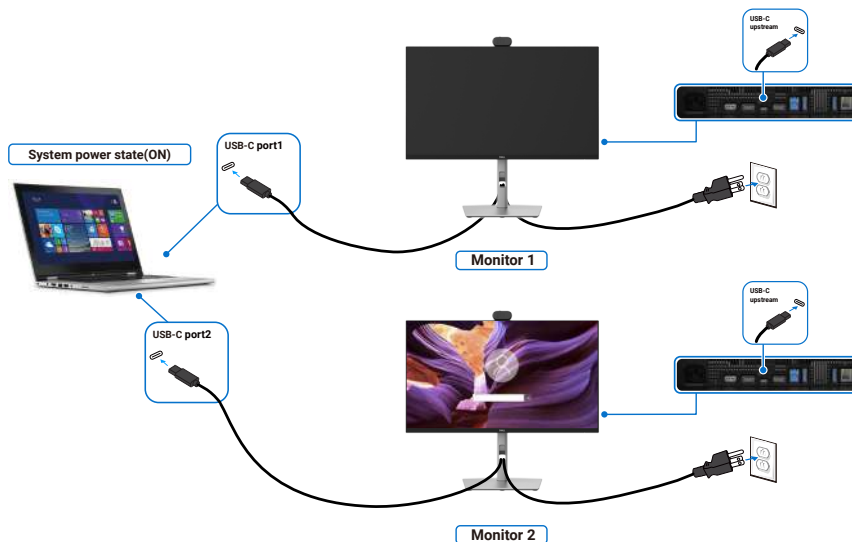 USB-C
upstream
USB-C port1
System power state(ON)
Monitor 1
USB-C
upstream
USB-C port2
Monitor 2